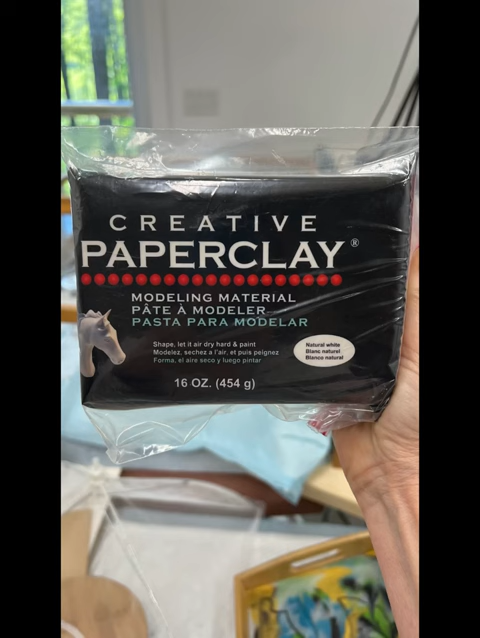 CREATIVE
PAPERCLAY®
MODELING MATERIAL
PÂTE À MODELER
PASTA PARA MODELAR
Shape, let it air dry hard & paint
Modelez, sechez a l'air, et puis peignez
Forma, el aire seco y luego pintar
Natural white
Blanc naturel
Blanco natural
16 OZ. (454 g)